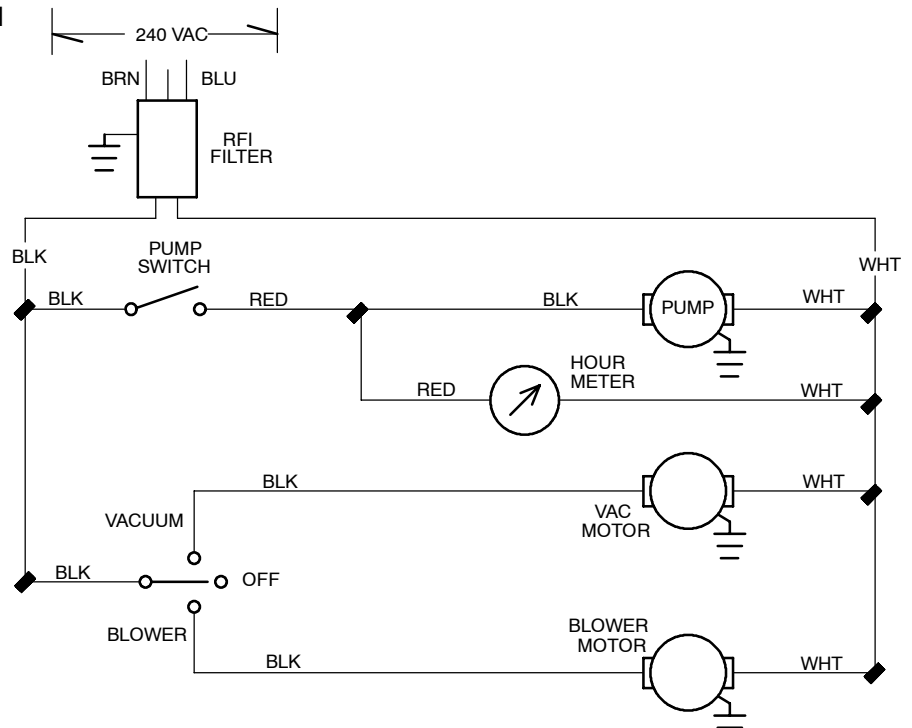 240 VAC
BRN
BLU
RFI
FILTER
BLK
PUMP
SWITCH
WHT
BLK
RED
BLK
PUMP
WHT
HOUR
METER
RED
WHT
BLK
WHT
VACUUM
VAC
MOTOR
BLK
OFF
BLOWER
BLOWER
MOTOR
BLK
WHT